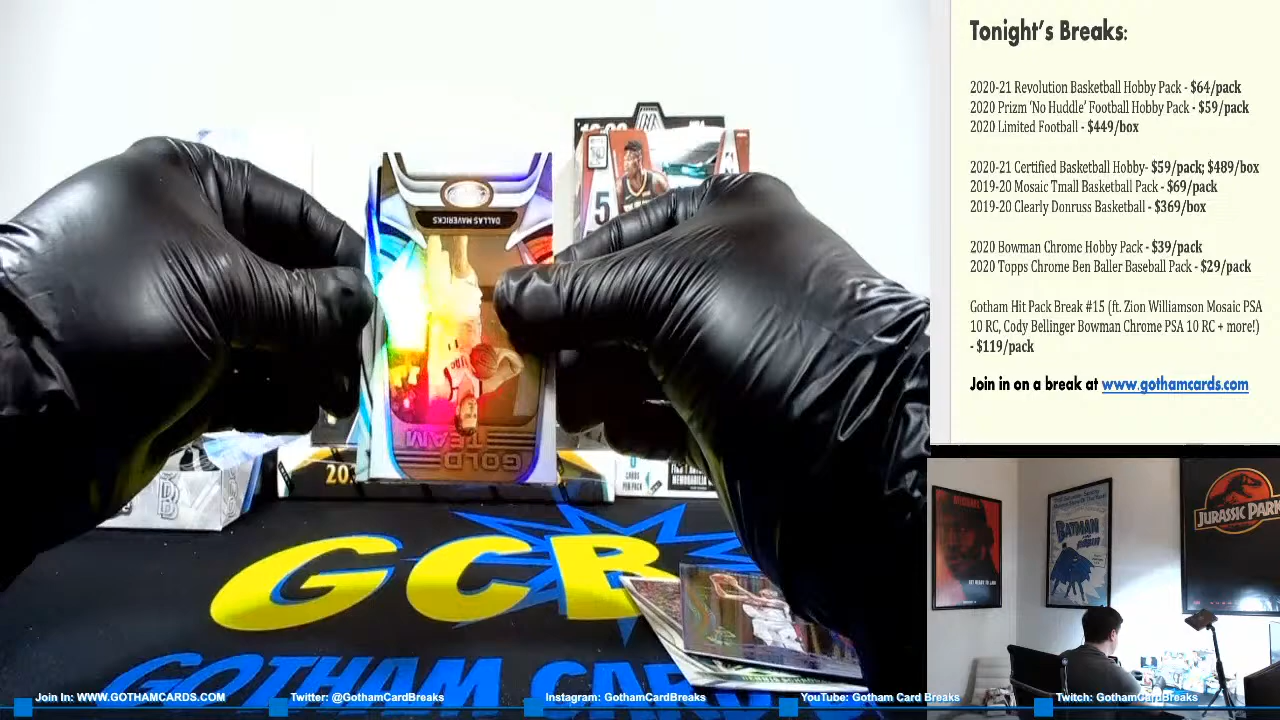 Tonight's Breaks:
2020-21 Revolution Basketball Hobby Pack - $64/pack
2020 Prizm 'No Huddle' Football Hobby Pack - $59/pack
2020 Limited Football - $449/box
2020-21 Certified Basketball Hobby- $59/pack; $489/box
2019-20 Mosaic Tmall Basketball Pack - $69/pack
2019-20 Clearly Donruss Basketball - $369/box
2020 Bowman Chrome Hobby Pack - $39/pack
2020 Topps Chrome Ben Baller Baseball Pack - $29/pack
Gotham Hit Pack Break #15 (ft. Zion Williamson Mosaic PSA
10 RC, Cody Bellinger Bowman Chrome PSA 10 RC + more!)
- $119/pack
Join in on a break at www.gothamcards.com
DALLAS MAVERICKS
GOLD
TEAM
5
202
CARDS
PER PACK
MEMORABILIA
GCB
GOTHAM CARD
BATMAN
JURASSIC PARK
Join In: WWW.GOTHAMCARDS.COM
Twitter: @GothamCardBreaks
Instagram: GothamCardBreaks
YouTube: Gotham Card Breaks
Twitch: GothamCardBreaks